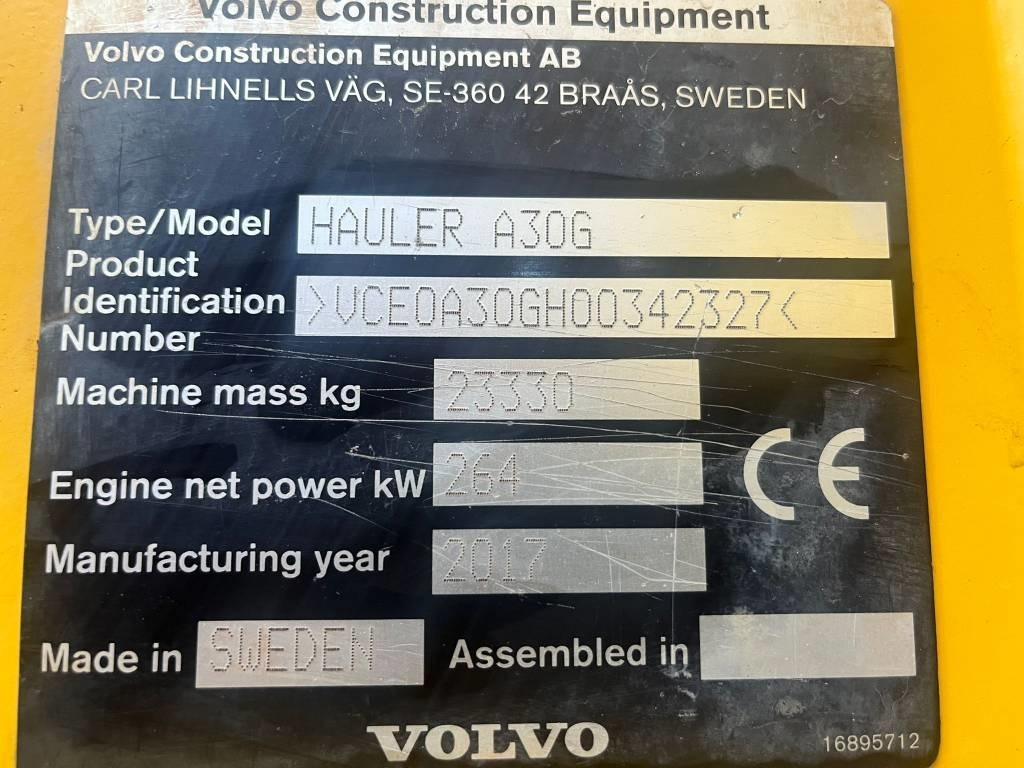 Volvo Construction Equipment
Volvo Construction Equipment AB
CARL LIHNELLS VÄG, SE-360 42 BRAÅS, SWEDEN
Type/Model HAULER A30G
Product
Identification >VCE0A30GH00342327<
Number
Machine mass kg 23330
Engine net power kW 264
CE
Manufacturing year 2017
Made in SWEDEN Assembled in
VOLVO 16895712